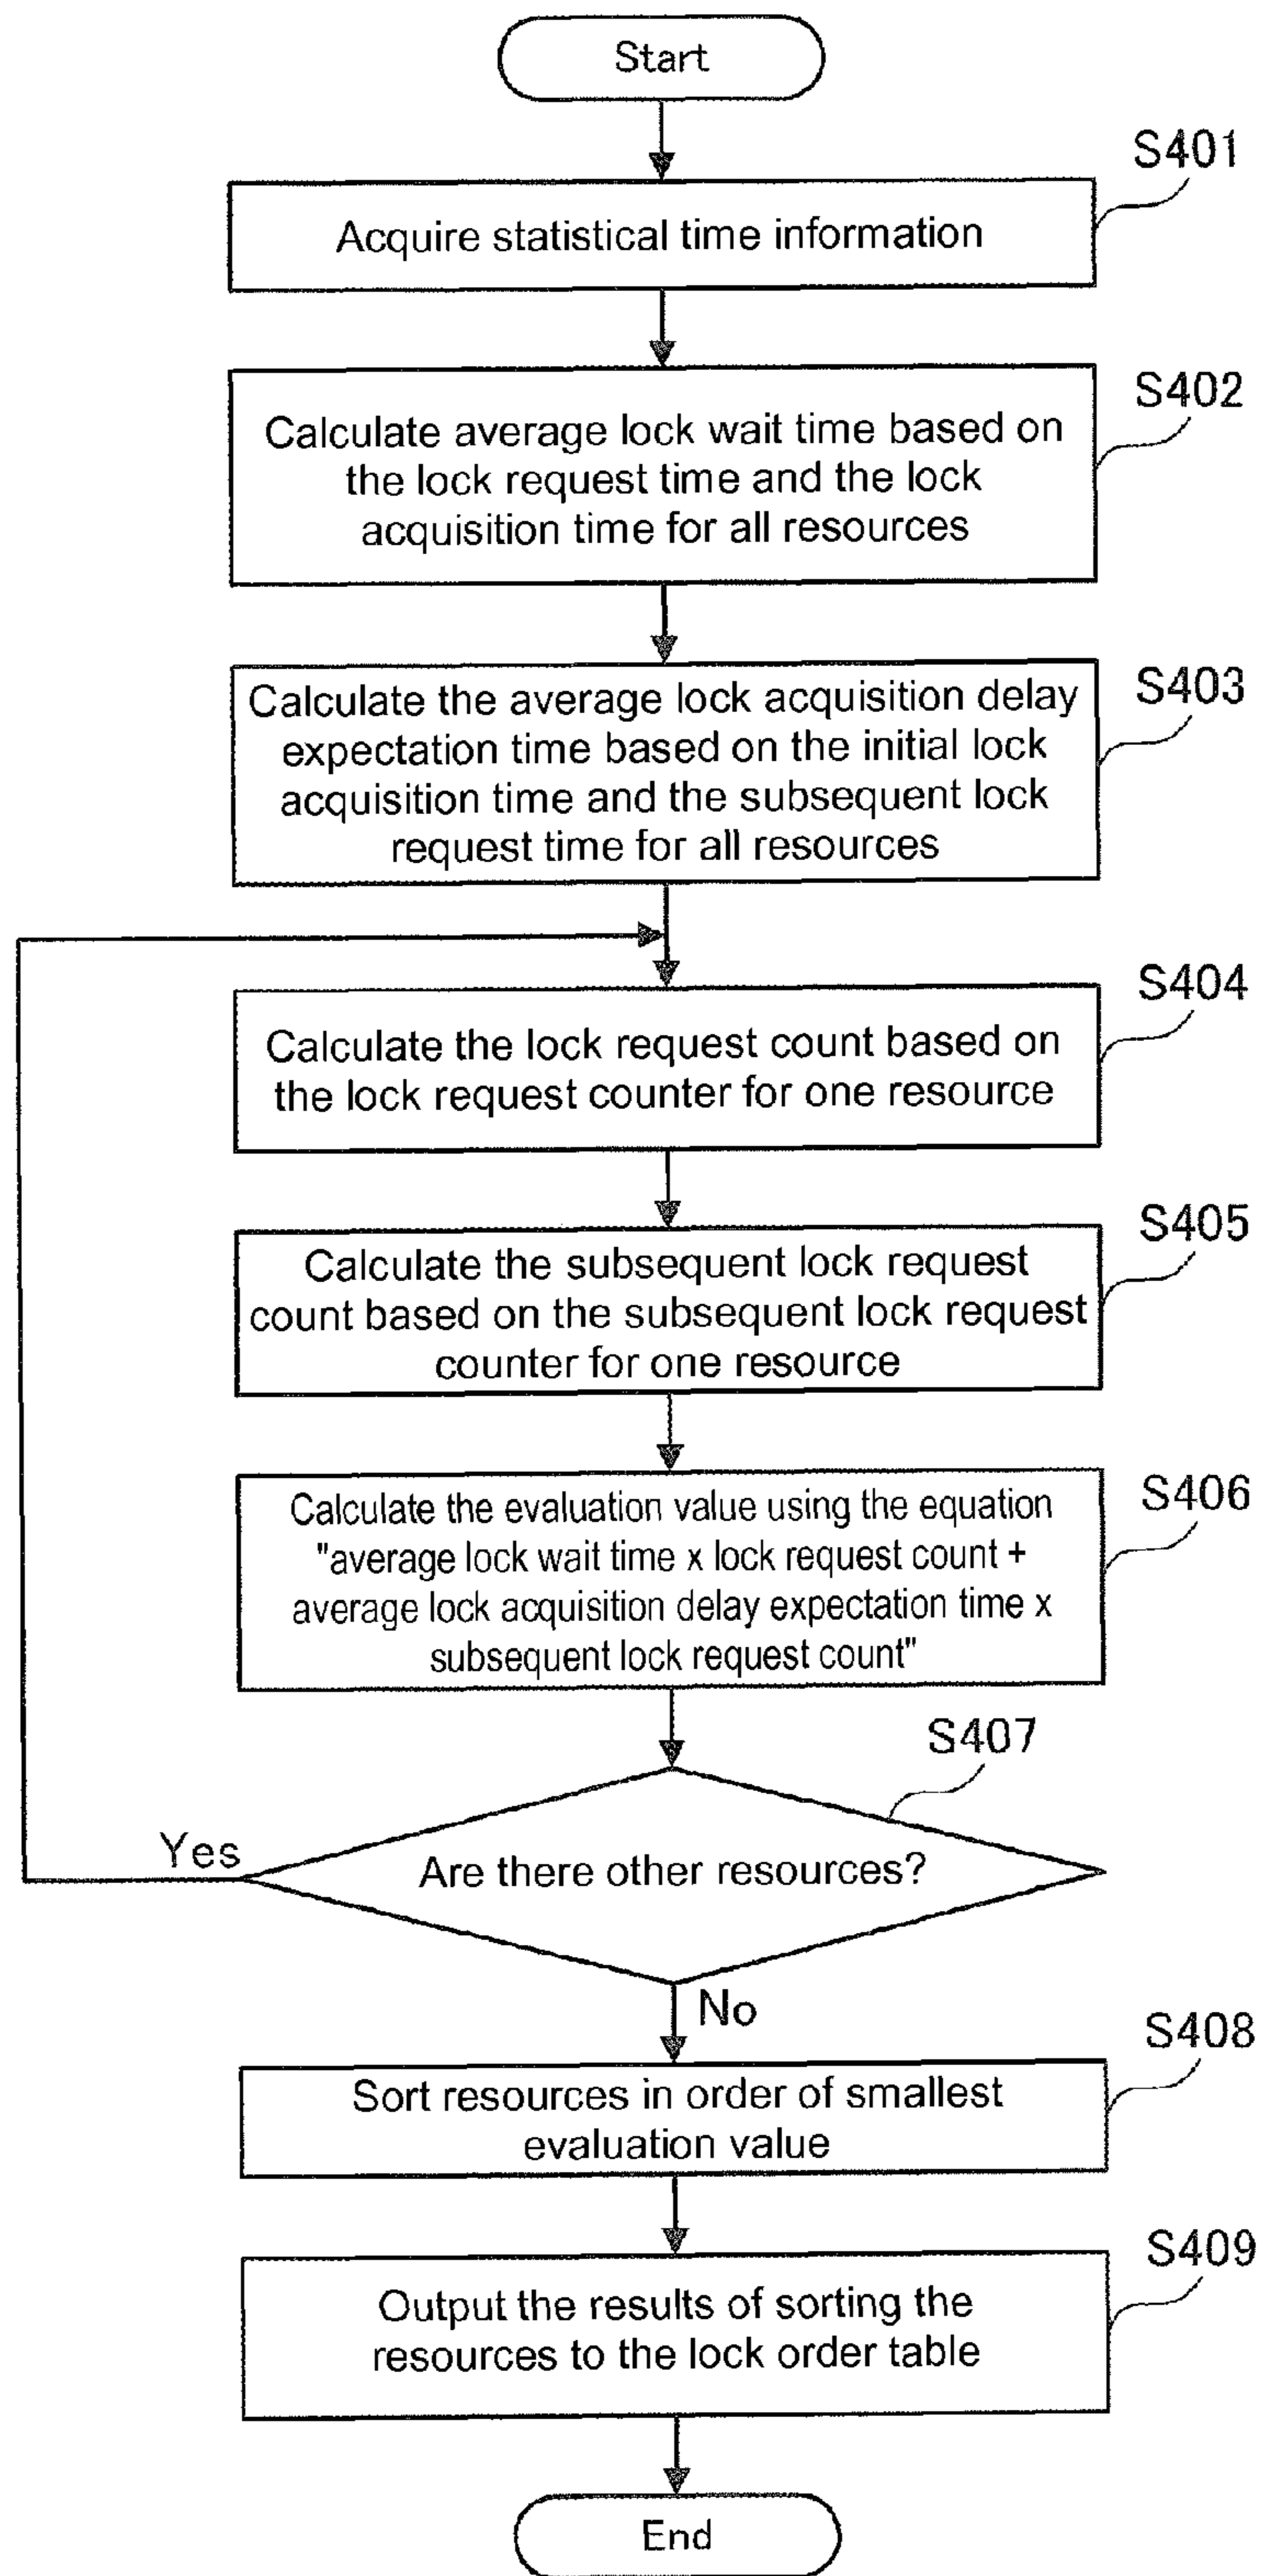 Start
S401
Acquire statistical time information
S402
Calculate average lock wait time based on
the lock request time and the lock
acquisition time for all resources
S403
Calculate the average lock acquisition delay
expectation time based on the initial lock
acquisition time and the subsequent lock
request time for all resources
S404
Calculate the lock request count based on
the lock request counter for one resource
S405
Calculate the subsequent lock request
count based on the subsequent lock request
counter for one resource
S406
Calculate the evaluation value using the equation
"average lock wait time x lock request count +
average lock acquisition delay expectation time x
subsequent lock request count"
S407
Yes
Are there other resources?
No
S408
Sort resources in order of smallest
evaluation value
S409
Output the results of sorting the
resources to the lock order table
End